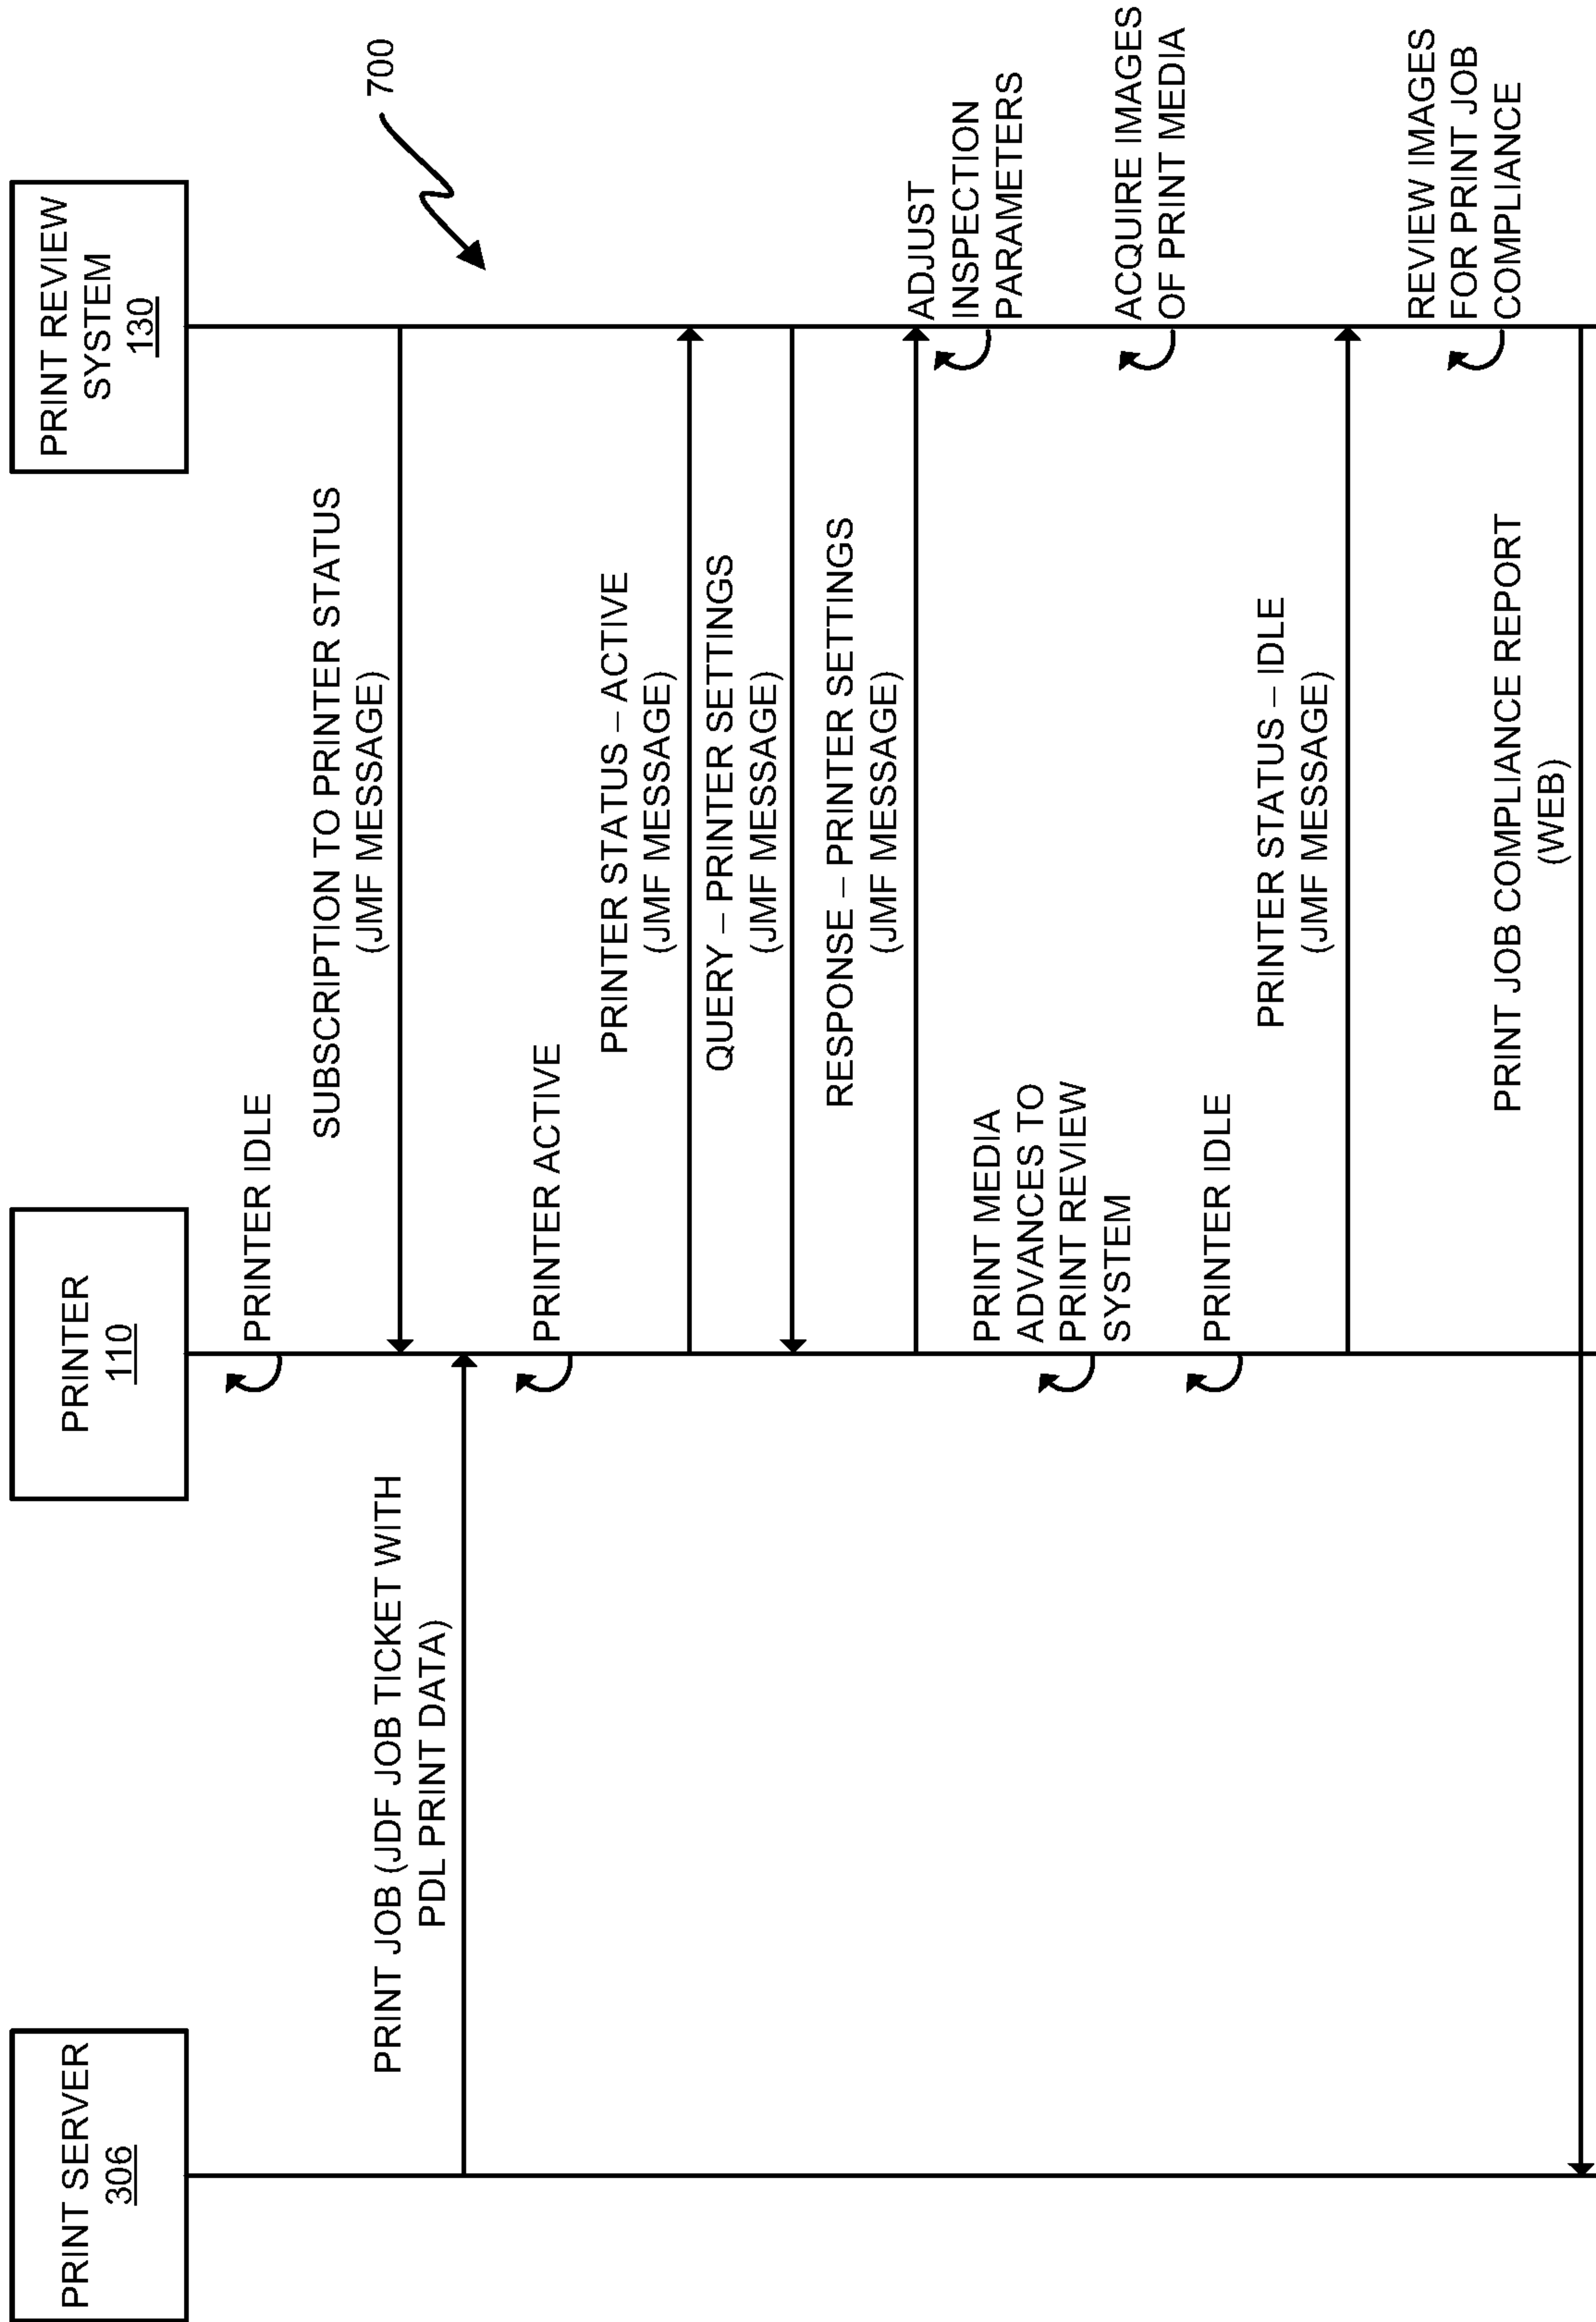 PRINT SERVER
306
PRINTER
110
PRINT REVIEW
SYSTEM
130
700
PRINTER IDLE
SUBSCRIPTION TO PRINTER STATUS
(JMF MESSAGE)
PRINT JOB (JDF JOB TICKET WITH
PDL PRINT DATA)
PRINTER ACTIVE
PRINTER STATUS – ACTIVE
(JMF MESSAGE)
QUERY – PRINTER SETTINGS
(JMF MESSAGE)
RESPONSE – PRINTER SETTINGS
(JMF MESSAGE)
ADJUST
INSPECTION
PARAMETERS
PRINT MEDIA
ADVANCES TO
PRINT REVIEW
SYSTEM
ACQUIRE IMAGES
OF PRINT MEDIA
PRINTER IDLE
PRINTER STATUS – IDLE
(JMF MESSAGE)
REVIEW IMAGES
FOR PRINT JOB
COMPLIANCE
PRINT JOB COMPLIANCE REPORT
(WEB)